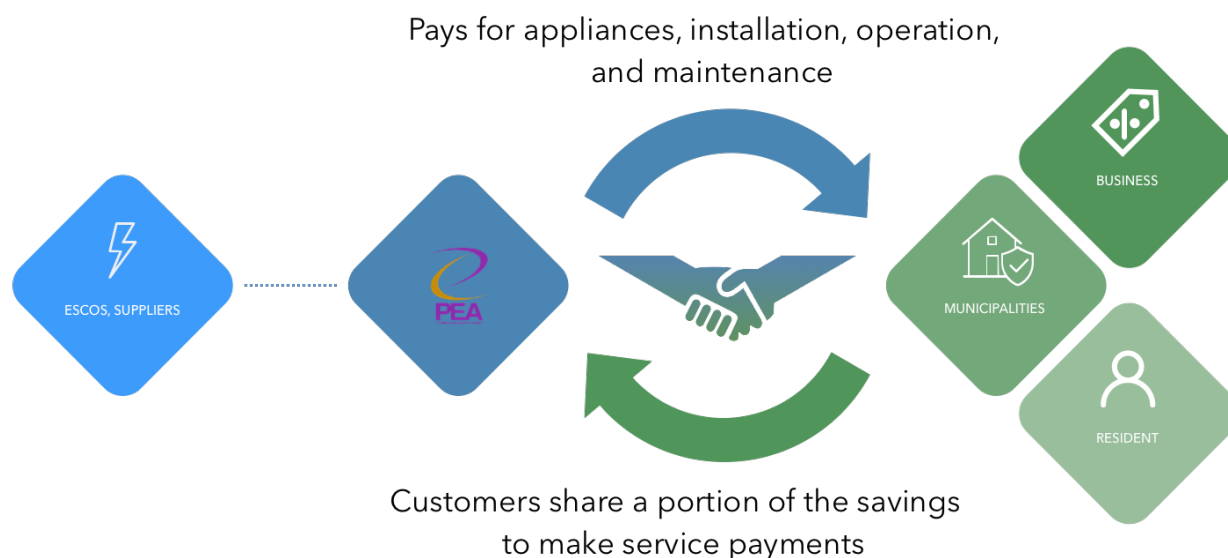 Pays for appliances, installation, operation,
and maintenance
BUSINESS
ESCOS, SUPPLIERS
PEA
MUNICIPALITIES
RESIDENT
Customers share a portion of the savings
to make service payments